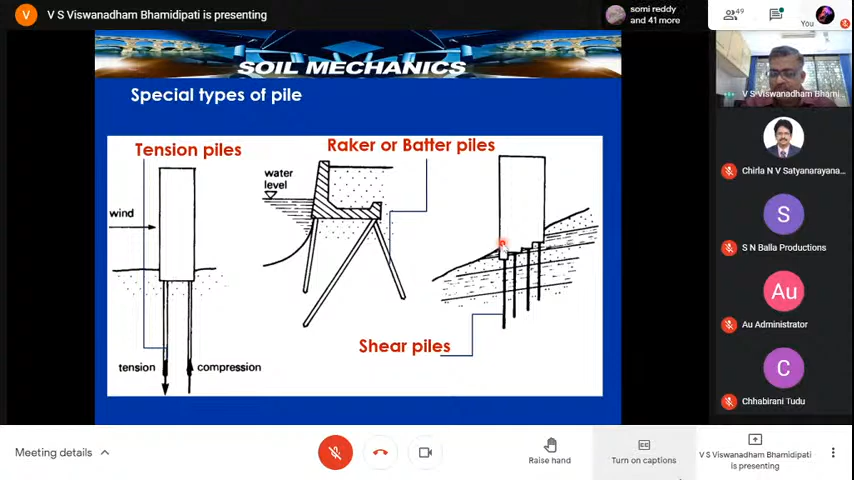 V
V S Viswanadham Bhamidipati is presenting
somi reddy
and 41 more
49
You
SOIL MECHANICS
Special types of pile
Tension piles
Raker or Batter piles
water
level
wind
tension
compression
Shear piles
V S Viswanadham Bhami...
Chirla N V Satyanarayana...
S
S N Balla Productions
Au
Au Administrator
C
Chhabirani Tudu
Meeting details
Raise hand
Turn on captions
V S Viswanadham Bhamidipati
is presenting